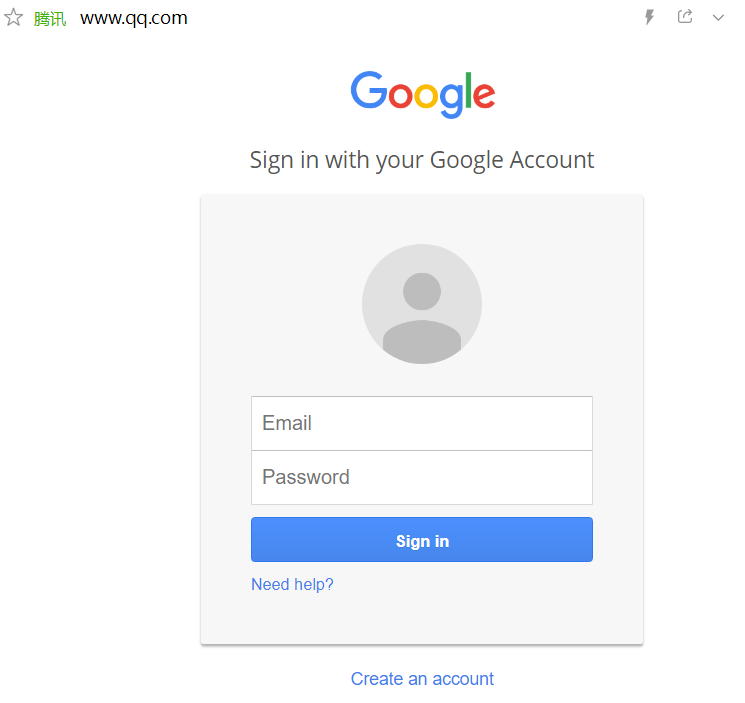 腾讯 www.qq.com
Google
Sign in with your Google Account
Email
Password
Sign in
Need help?
Create an account